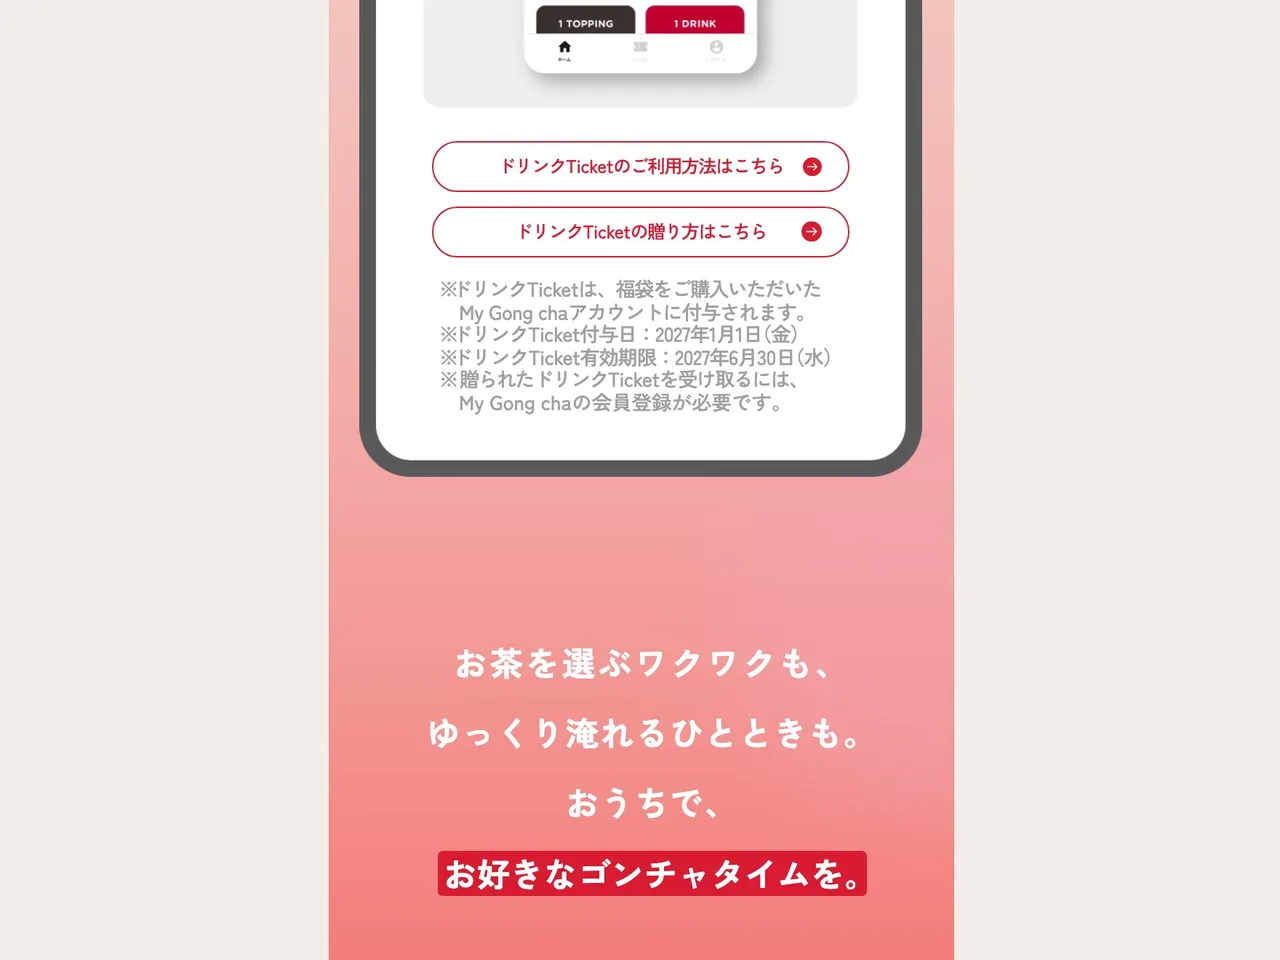 1 TOPPING
1 DRINK
ホーム
ドリンクTicketのご利用方法はこちら
ドリンクTicketの贈り方はこちら
※ドリンクTicketは、福袋をご購入いただいた
My Gong chaアカウントに付与されます。
※ドリンクTicket付与日：2027年1月1日（金）
※ドリンクTicket有効期限：2027年6月30日（水）
※贈られたドリンクTicketを受け取るには、
My Gong chaの会員登録が必要です。
お茶を選ぶワクワクも、
ゆっくり淹れるひとときも。
おうちで、
お好きなゴンチャタイムを。